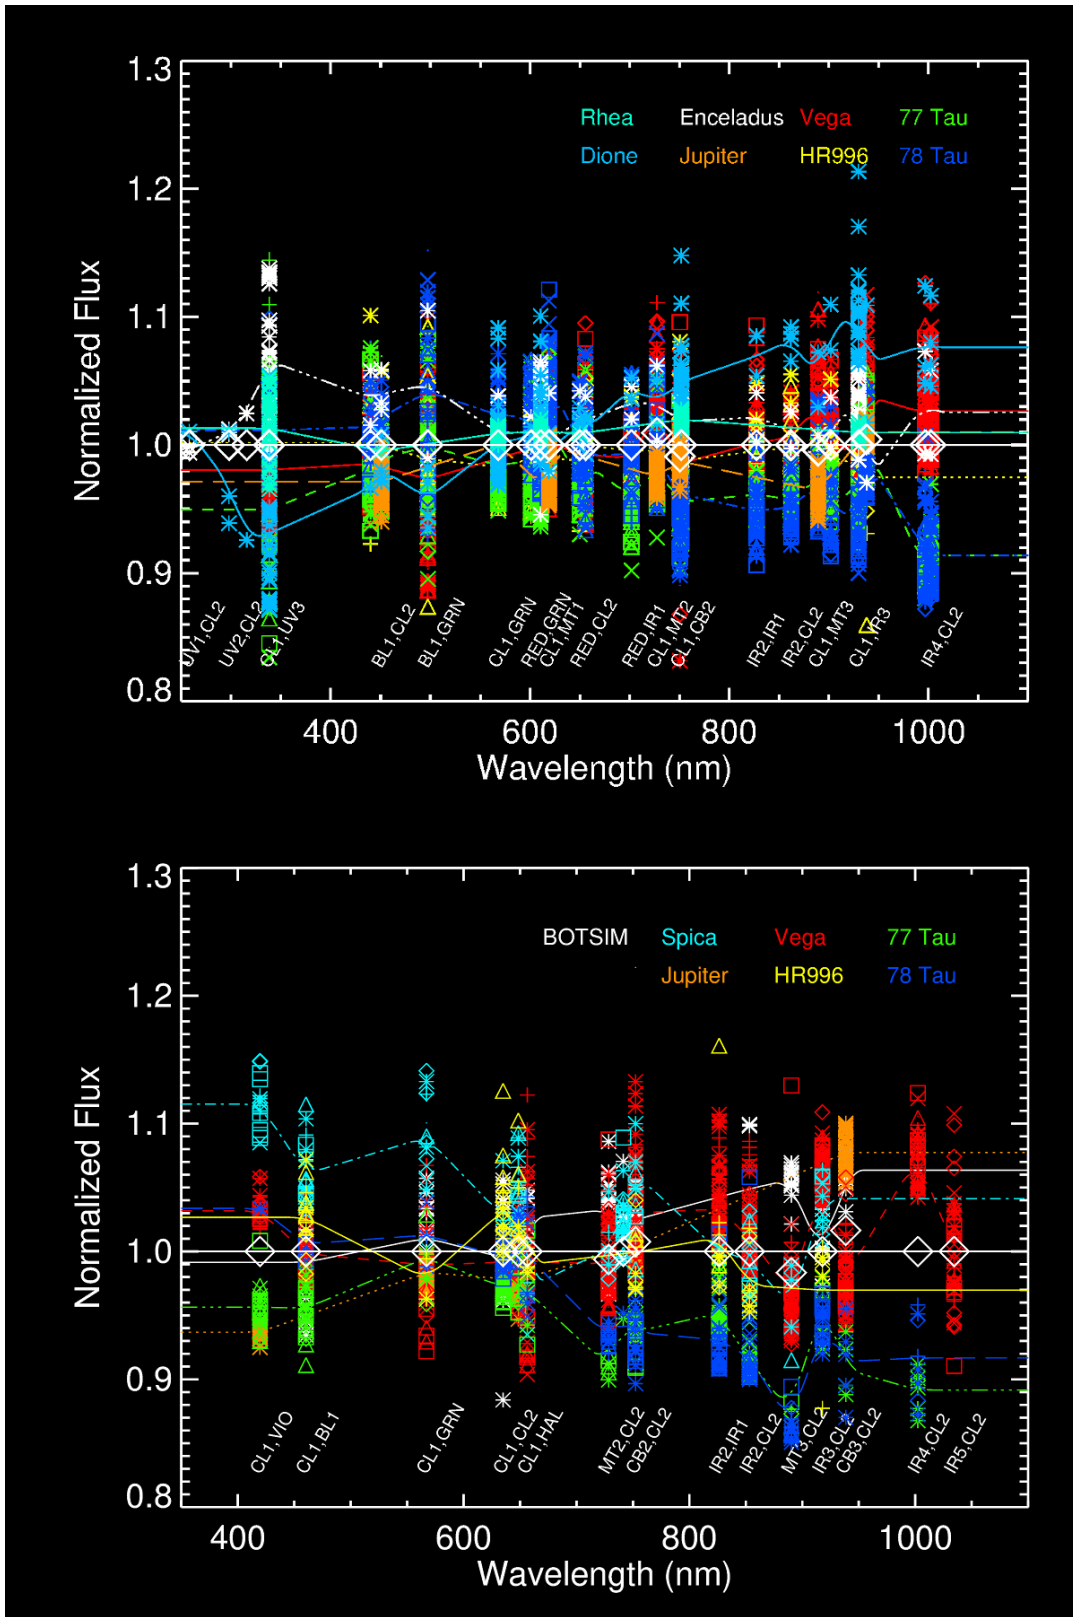 1.3
Rhea Enceladus Vega 77 Tau
Dione Jupiter HR996 78 Tau
1.2
1.1
1.0
0.9
0.8
Normalized Flux
UV1,CL2
UV2,CL2
CL1,UV3
BL1,CL2
BL1,GRN
CL1,GRN
RED,GRN
CL1,MT1
RED,CL2
RED,IR1
CL1,MT2
CL1,CB2
IR2,IR1
IR2,CL2
CL1,MT3
CL1,IR3
IR4,CL2
400 600 800 1000
Wavelength (nm)
1.3
BOTSIM Spica Vega 77 Tau
Jupiter HR996 78 Tau
1.2
1.1
1.0
0.9
0.8
Normalized Flux
CL1,VIO
CL1,BL1
CL1,GRN
CL1,CL2
CL1,HAL
MT2,CL2
CB2,CL2
IR2,IR1
IR2,CL2
MT3,CL2
IR3,CL2
CB3,CL2
IR4,CL2
IR5,CL2
400 600 800 1000
Wavelength (nm)